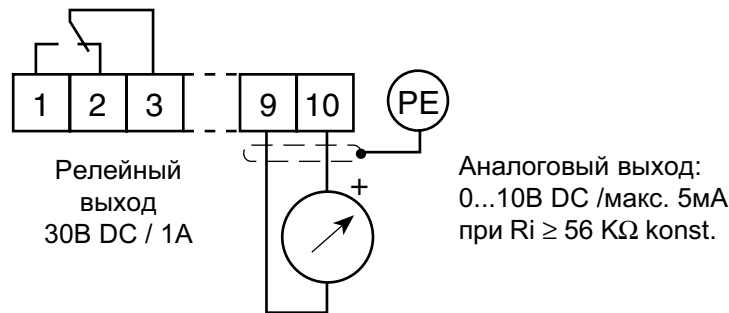 1 2 3 9 10 PE
Релейный
выход
30В DC / 1А
+
Аналоговый выход:
0...10В DC /макс. 5мА
при Ri ≥ 56 KΩ konst.